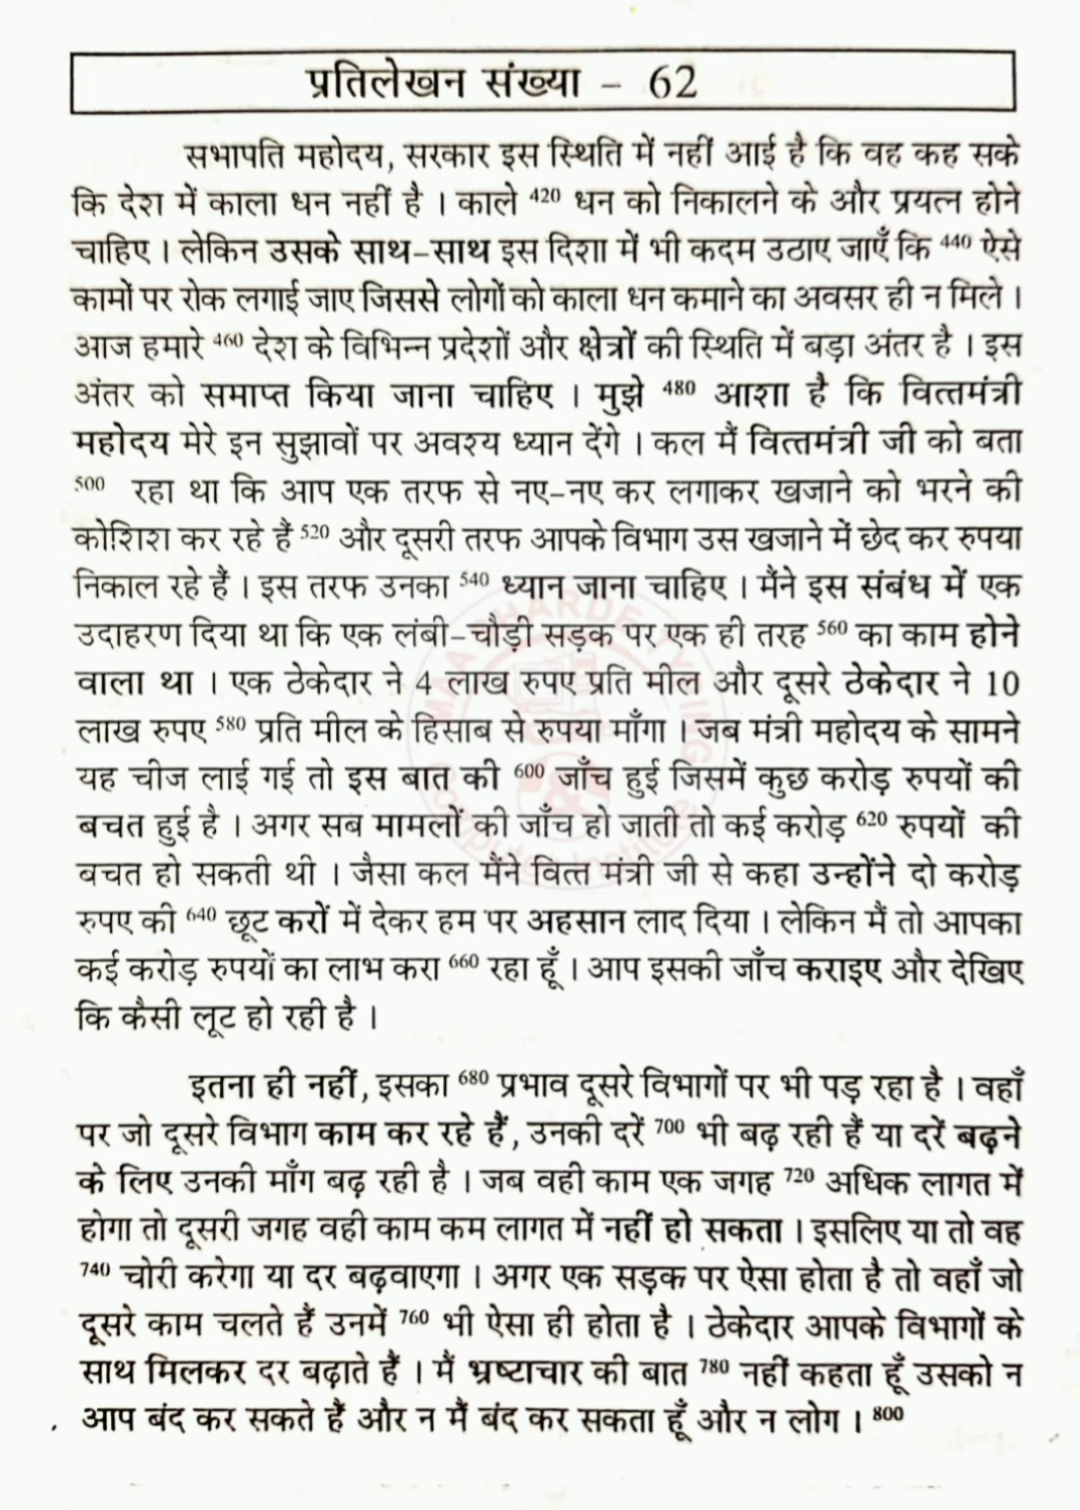 प्रतिलेखन संख्या - 62
सभापति महोदय, सरकार इस स्थिति में नहीं आई है कि वह कह सके
कि देश में काला धन नहीं है । काले 420 धन को निकालने के और प्रयत्न होने
चाहिए । लेकिन उसके साथ-साथ इस दिशा में भी कदम उठाए जाएँ कि 440 ऐसे
कामों पर रोक लगाई जाए जिससे लोगों को काला धन कमाने का अवसर ही न मिले ।
आज हमारे 460 देश के विभिन्न प्रदेशों और क्षेत्रों की स्थिति में बड़ा अंतर है । इस
अंतर को समाप्त किया जाना चाहिए । मुझे 480 आशा है कि वित्तमंत्री
महोदय मेरे इन सुझावों पर अवश्य ध्यान देंगे । कल मैं वित्तमंत्री जी को बता
500 रहा था कि आप एक तरफ से नए-नए कर लगाकर खजाने को भरने की
कोशिश कर रहे हैं 520 और दूसरी तरफ आपके विभाग उस खजाने में छेद कर रुपया
निकाल रहे हैं । इस तरफ उनका 540 ध्यान जाना चाहिए । मैंने इस संबंध में एक
उदाहरण दिया था कि एक लंबी-चौड़ी सड़क पर एक ही तरह 560 का काम होने
वाला था । एक ठेकेदार ने 4 लाख रुपए प्रति मील और दूसरे ठेकेदार ने 10
लाख रुपए 580 प्रति मील के हिसाब से रुपया माँगा । जब मंत्री महोदय के सामने
यह चीज लाई गई तो इस बात की 600 जाँच हुई जिसमें कुछ करोड़ रुपयों की
बचत हुई है । अगर सब मामलों की जाँच हो जाती तो कई करोड़ 620 रुपयों की
बचत हो सकती थी । जैसा कल मैंने वित्त मंत्री जी से कहा उन्होंने दो करोड़
रुपए की 640 छूट करों में देकर हम पर अहसान लाद दिया । लेकिन मैं तो आपका
कई करोड़ रुपयों का लाभ करा 660 रहा हूँ । आप इसकी जाँच कराइए और देखिए
कि कैसी लूट हो रही है ।
इतना ही नहीं, इसका 680 प्रभाव दूसरे विभागों पर भी पड़ रहा है । वहाँ
पर जो दूसरे विभाग काम कर रहे हैं, उनकी दरें 700 भी बढ़ रही हैं या दरें बढ़ने
के लिए उनकी माँग बढ़ रही है । जब वही काम एक जगह 720 अधिक लागत में
होगा तो दूसरी जगह वही काम कम लागत में नहीं हो सकता । इसलिए या तो वह
740 चोरी करेगा या दर बढ़वाएगा । अगर एक सड़क पर ऐसा होता है तो वहाँ जो
दूसरे काम चलते हैं उनमें 760 भी ऐसा ही होता है । ठेकेदार आपके विभागों के
साथ मिलकर दर बढ़ाते हैं । मैं भ्रष्टाचार की बात 780 नहीं कहता हूँ उसको न
आप बंद कर सकते हैं और न मैं बंद कर सकता हूँ और न लोग । 800